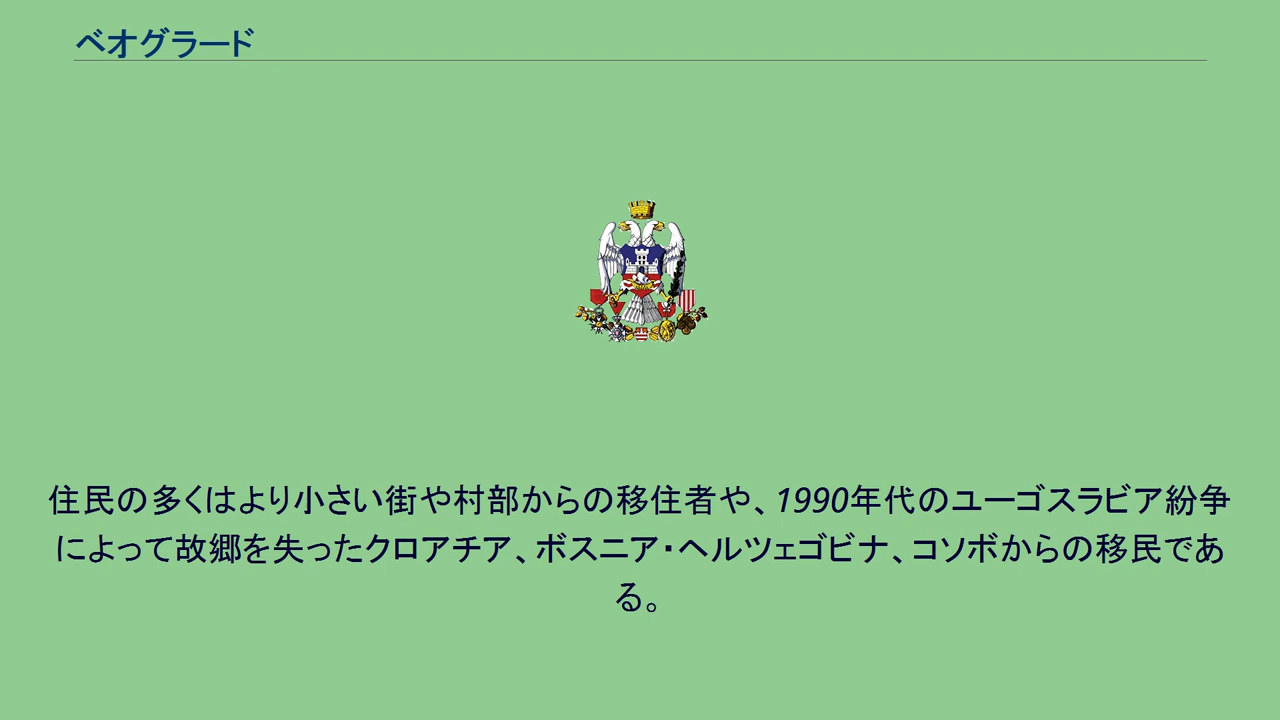 ベオグラード
住民の多くはより小さい街や村部からの移住者や、1990年代のユーゴスラビア紛争
によって故郷を失ったクロアチア、ボスニア・ヘルツェゴビナ、コソボからの移民であ
る。